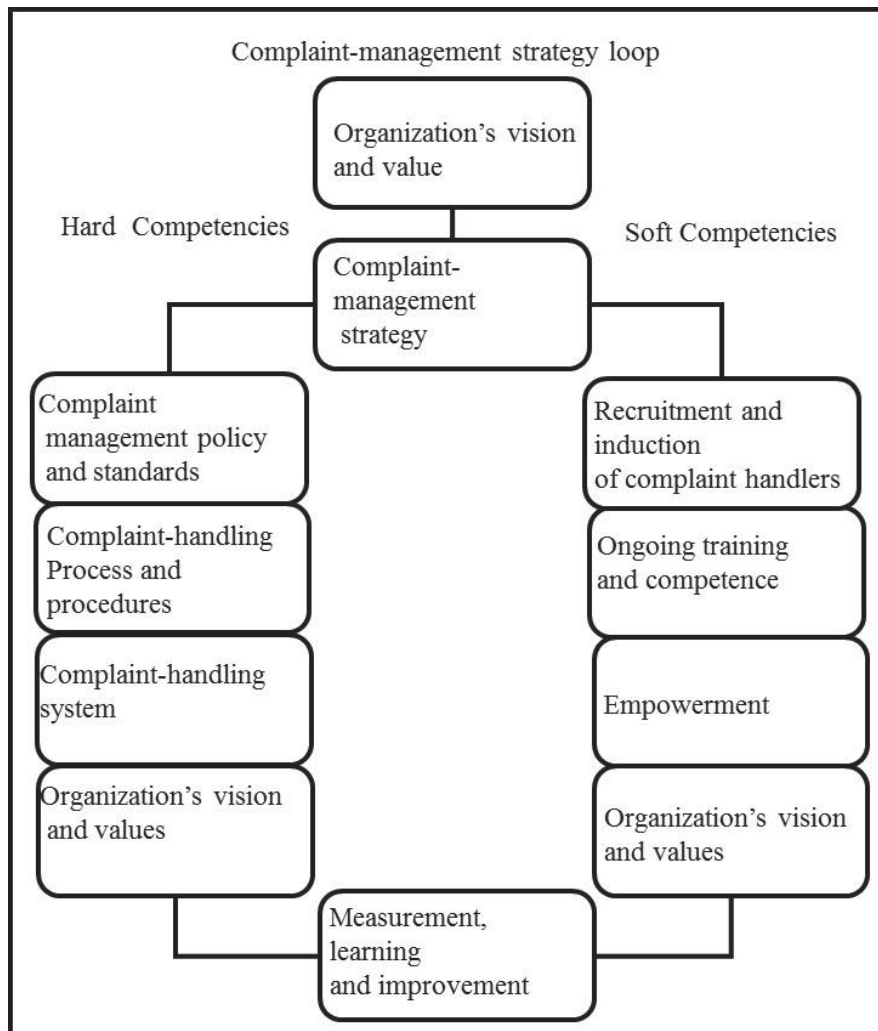 Complaint-management strategy loop
Organization's vision
and value
Hard Competencies
Soft Competencies
Complaint-
management
strategy
Complaint
management policy
and standards
Complaint-handling
Process and
procedures
Complaint-handling
system
Organization's vision
and values
Recruitment and
induction
of complaint handlers
Ongoing training
and competence
Empowerment
Organization's vision
and values
Measurement,
learning
and improvement